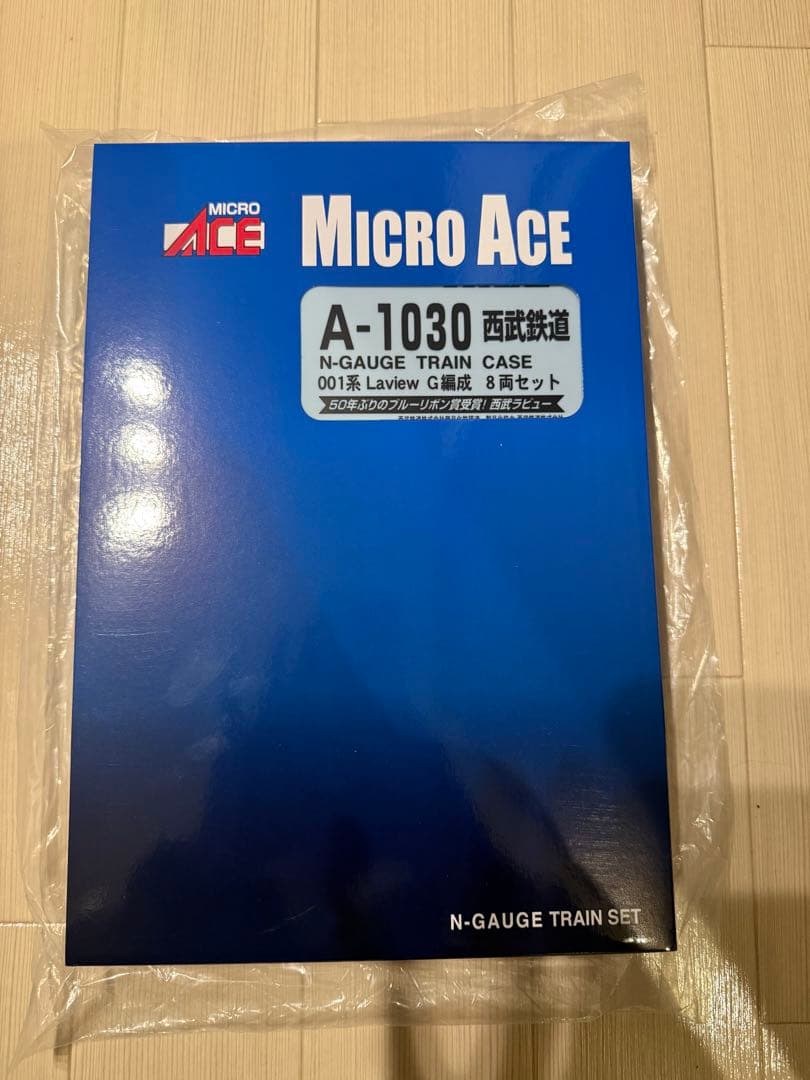 MICRO
ACE
MICRO ACE
A-1030 西武鉄道
N-GAUGE TRAIN CASE
001系 Laview G編成 8両セット
50年ぶりのブルーリボン賞受賞! 西武ラビュー
N-GAUGE TRAIN SET